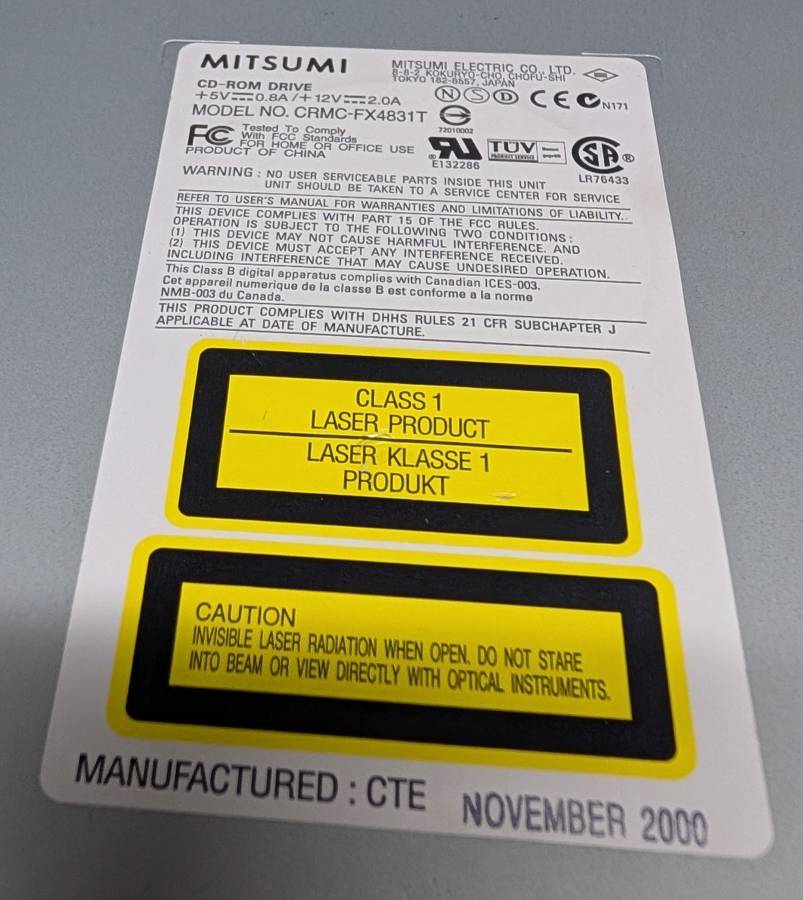 MITSUMI
MITSUMI ELECTRIC CO., LTD.
8-8-2, KOKURYO-CHO, CHOFU-SHI
TOKYO 182-8557, JAPAN
CD-ROM DRIVE
+5V⎓0.8A/+12V⎓2.0A
MODEL NO. CRMC-FX4831T
N S D CE N171
72010002
FC Tested To Comply
With FCC Standards
FOR HOME OR OFFICE USE
PRODUCT OF CHINA
E132286
TÜV
PRODUCT SERVICE
SA ®
LR76433
WARNING : NO USER SERVICEABLE PARTS INSIDE THIS UNIT
UNIT SHOULD BE TAKEN TO A SERVICE CENTER FOR SERVICE
REFER TO USER'S MANUAL FOR WARRANTIES AND LIMITATIONS OF LIABILITY.
THIS DEVICE COMPLIES WITH PART 15 OF THE FCC RULES.
OPERATION IS SUBJECT TO THE FOLLOWING TWO CONDITIONS :
(1) THIS DEVICE MAY NOT CAUSE HARMFUL INTERFERENCE, AND
(2) THIS DEVICE MUST ACCEPT ANY INTERFERENCE RECEIVED,
INCLUDING INTERFERENCE THAT MAY CAUSE UNDESIRED OPERATION.
This Class B digital apparatus complies with Canadian ICES-003.
Cet appareil numerique de la classe B est conforme a la norme
NMB-003 du Canada.
THIS PRODUCT COMPLIES WITH DHHS RULES 21 CFR SUBCHAPTER J
APPLICABLE AT DATE OF MANUFACTURE.
CLASS 1
LASER PRODUCT
LASER KLASSE 1
PRODUKT
CAUTION
INVISIBLE LASER RADIATION WHEN OPEN. DO NOT STARE
INTO BEAM OR VIEW DIRECTLY WITH OPTICAL INSTRUMENTS.
MANUFACTURED : CTE NOVEMBER 2000